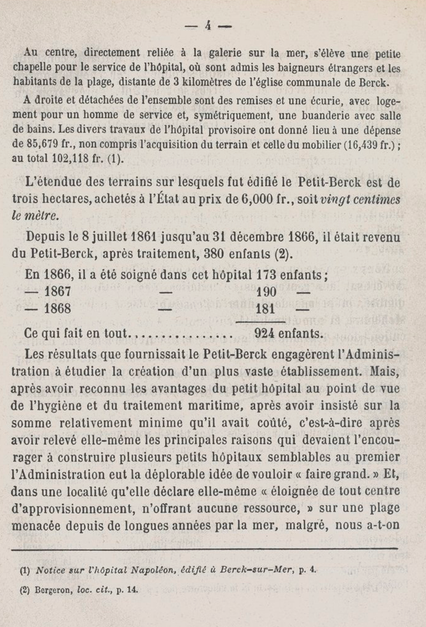 — 4 —
Au centre, directement reliée à la galerie sur la mer, s'élève une petite
chapelle pour le service de l'hôpital, où sont admis les baigneurs étrangers et les
habitants de la plage, distante de 3 kilomètres de l'église communale de Berck.
A droite et détachées de l'ensemble sont des remises et une écurie, avec loge-
ment pour un homme de service et, symétriquement, une buanderie avec salle
de bains. Les divers travaux de l'hôpital provisoire ont donné lieu à une dépense
de 85,679 fr., non compris l'acquisition du terrain et celle du mobilier (16,439 fr.) ;
au total 102,118 fr. (1).
L'étendue des terrains sur lesquels fut édifié le Petit-Berck est de
trois hectares, achetés à l'État au prix de 6,000 fr., soit vingt centimes
le mètre.
Depuis le 8 juillet 1861 jusqu'au 31 décembre 1866, il était revenu
du Petit-Berck, après traitement, 380 enfants (2).
En 1866, il a été soigné dans cet hôpital 173 enfants ;
— 1867 — 190 —
— 1868 — 181 —
Ce qui fait en tout.............. 924 enfants.
Les résultats que fournissait le Petit-Berck engagèrent l'Adminis-
tration à étudier la création d'un plus vaste établissement. Mais,
après avoir reconnu les avantages du petit hôpital au point de vue
de l'hygiène et du traitement maritime, après avoir insisté sur la
somme relativement minime qu'il avait coûté, c'est-à-dire après
avoir relevé elle-même les principales raisons qui devaient l'encou-
rager à construire plusieurs petits hôpitaux semblables au premier
l'Administration eut la déplorable idée de vouloir « faire grand. » Et,
dans une localité qu'elle déclare elle-même « éloignée de tout centre
d'approvisionnement, n'offrant aucune ressource, » sur une plage
menacée depuis de longues années par la mer, malgré, nous a-t-on
(1) Notice sur l'hôpital Napoléon, édifié à Berck-sur-Mer, p. 4.
(2) Bergeron, loc. cit., p. 14.